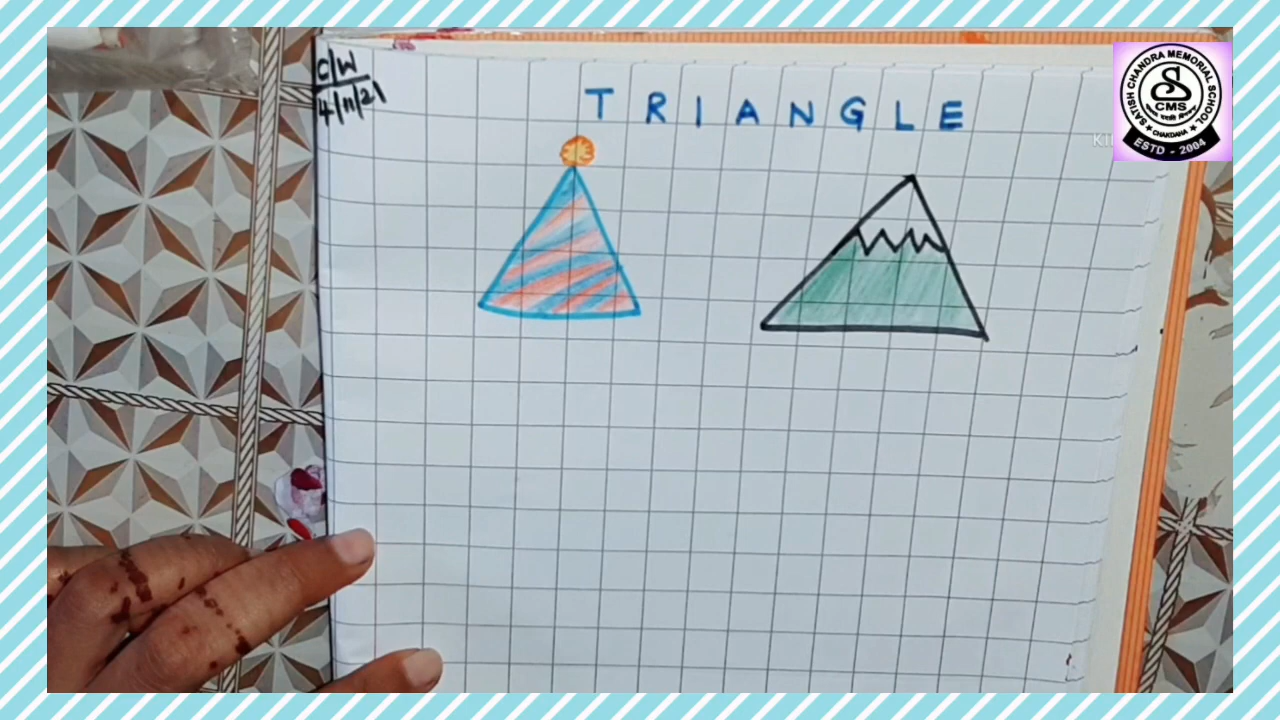 C/W
4/11/21
TRIANGLE
SATISH CHANDRA MEMORIAL SCHOOL
CMS
CHAKDAHA
ESTD - 2004